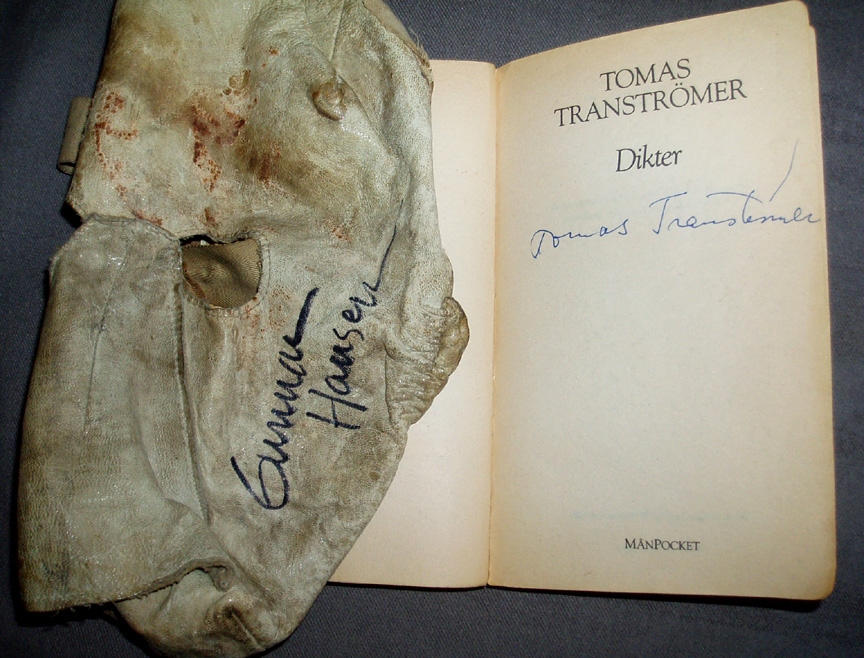 Gunnar
Hansen
TOMAS
TRANSTRÖMER
Dikter
Tomas Tranströmer
MÅNPOCKET